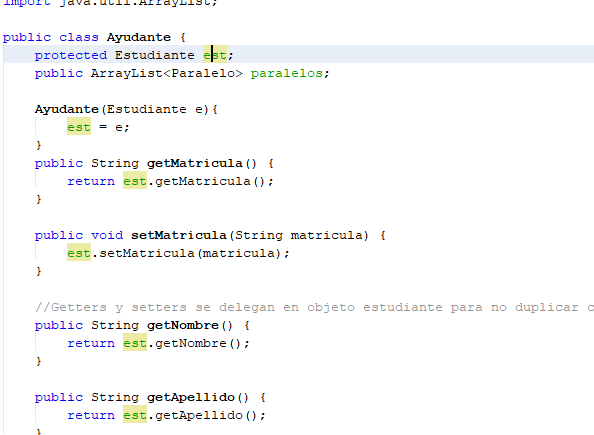 import java.util.ArrayList;
public class Ayudante {
protected Estudiante est;
public ArrayList<Paralelo> paralelos;
Ayudante(Estudiante e){
est = e;
}
public String getMatricula() {
return est.getMatricula();
}
public void setMatricula(String matricula) {
est.setMatricula(matricula);
}
//Getters y setters se delegan en objeto estudiante para no duplicar c
public String getNombre() {
return est.getNombre();
}
public String getApellido() {
return est.getApellido();
}